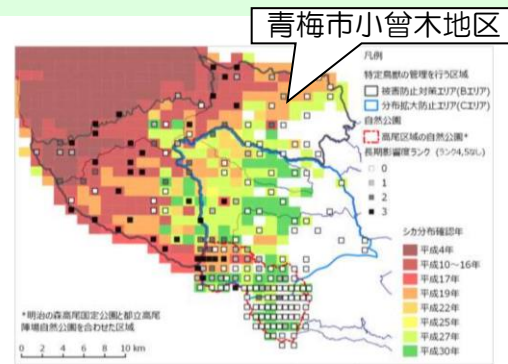 青梅市小曾木地区
凡例
特定鳥獣の管理を行う区域
被害防止対策エリア(Bエリア)
分布拡大防止エリア(Cエリア)
自然公園
高尾区域の自然公園*
長期影響度ランク (ランク4,5なし)
0
1
2
3
シカ分布確認年
平成4年
平成10～16年
平成17年
平成19年
平成22年
平成25年
平成27年
平成30年
*明治の森高尾国定公園と都立高尾
陣場自然公園を合わせた区域
0 2 4 6 8 10 km